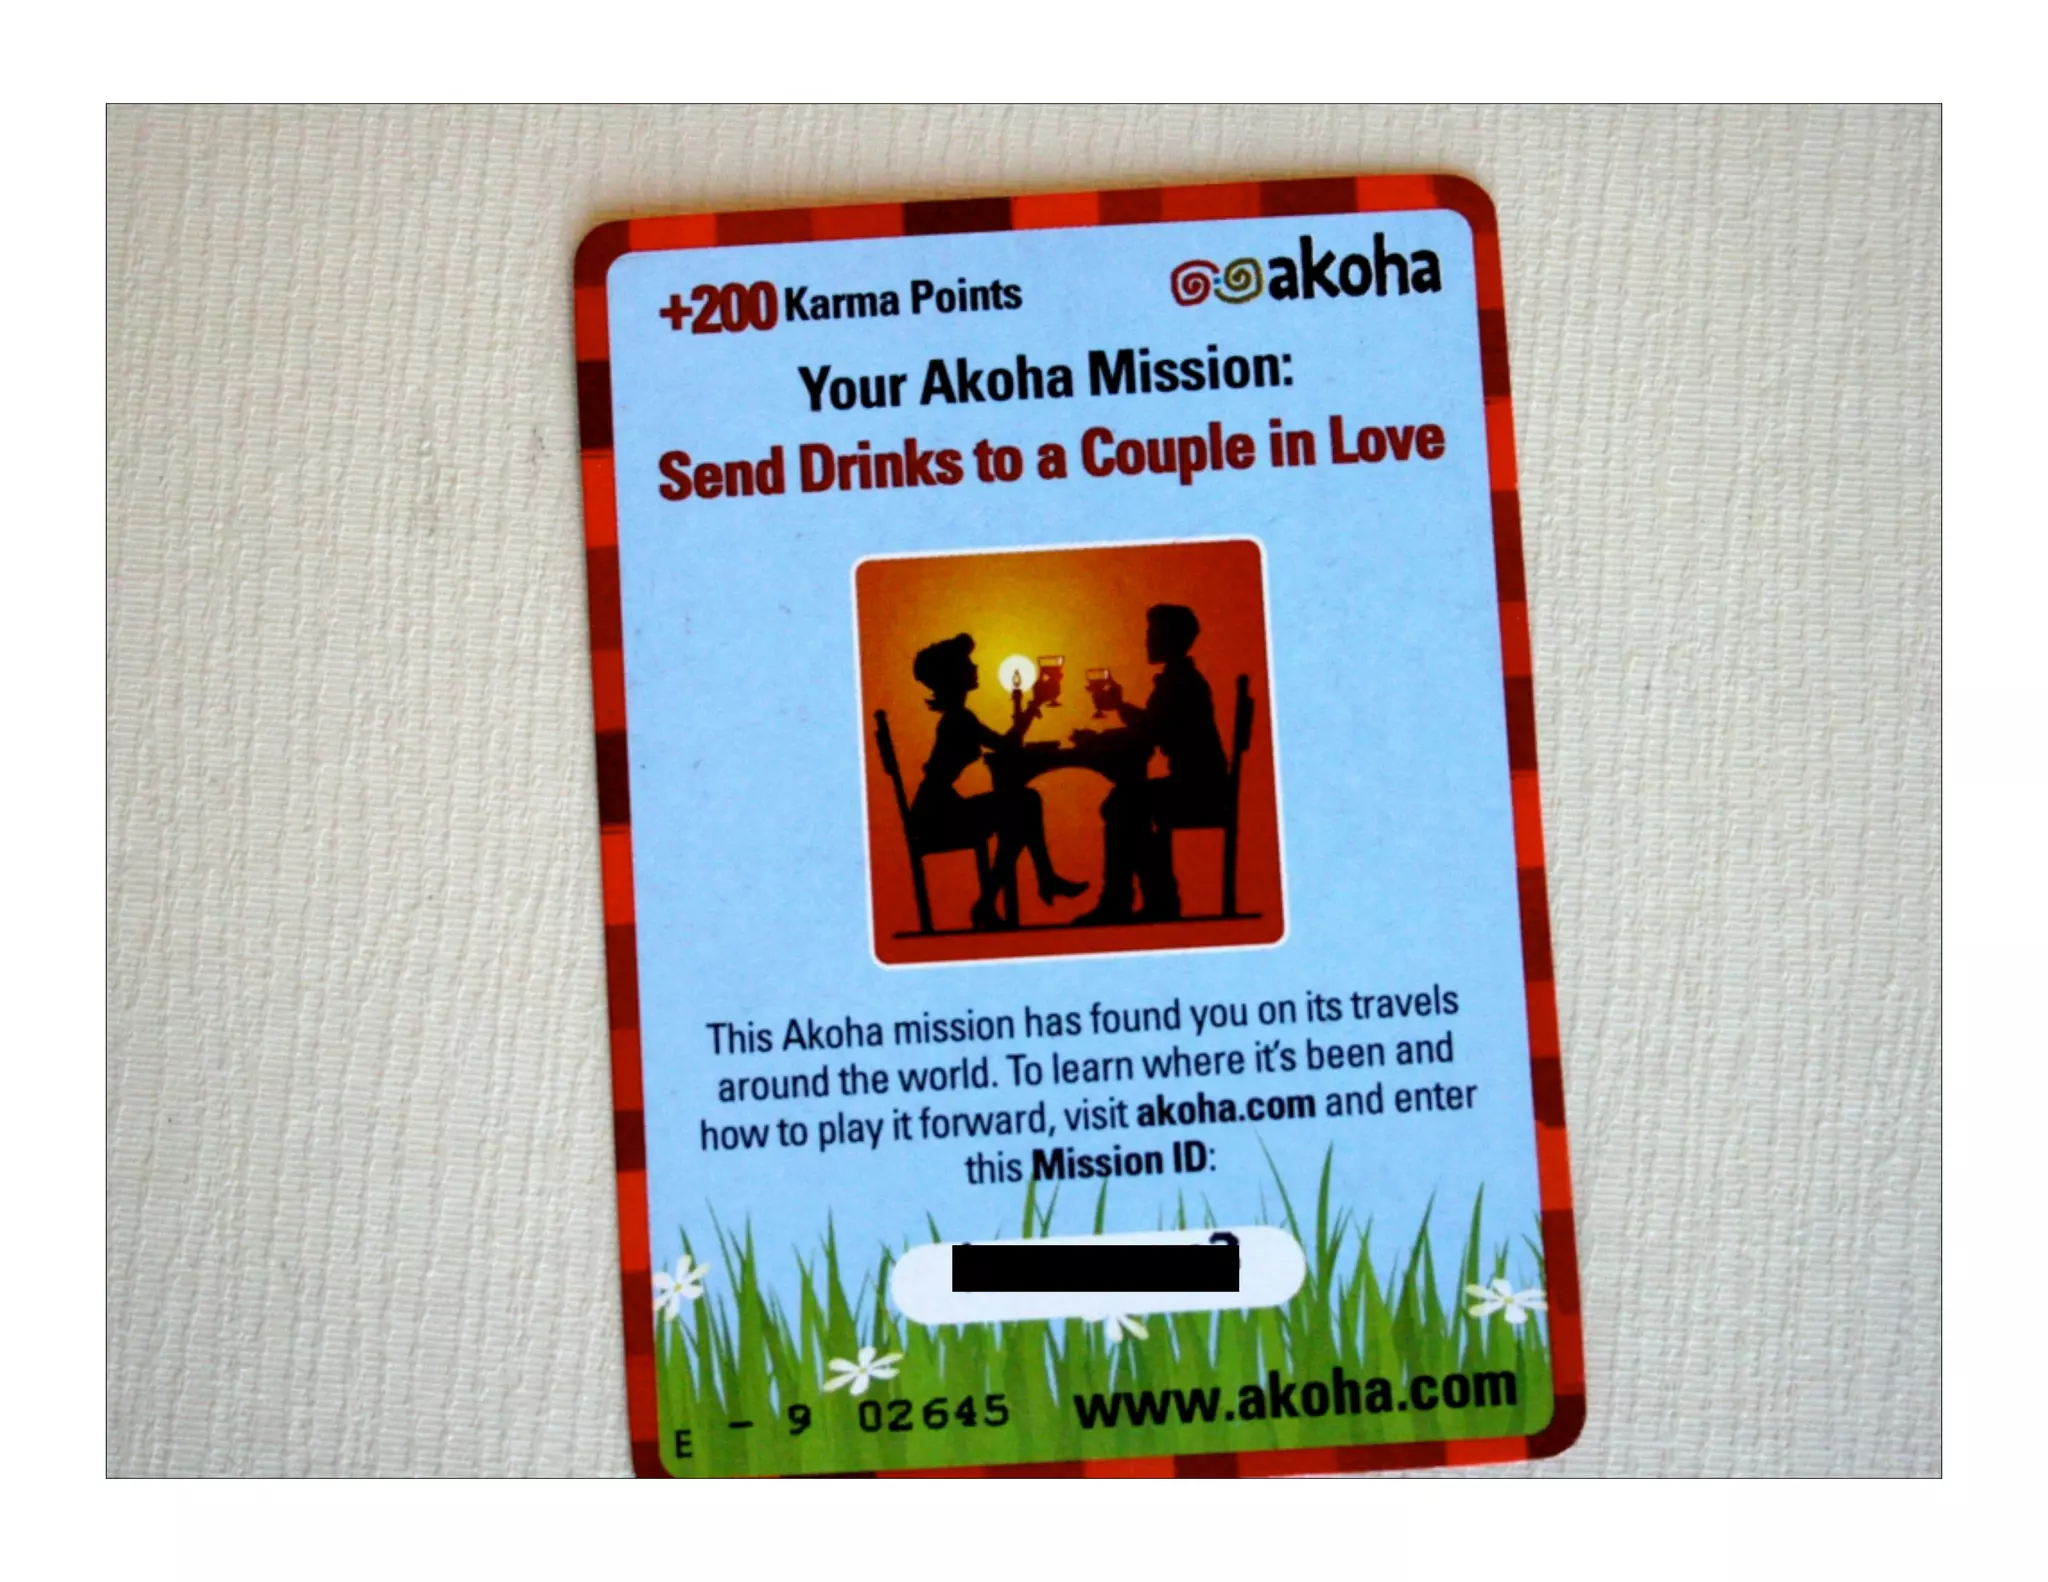 +200 Karma Points
akoha
Your Akoha Mission:
Send Drinks to a Couple in Love
This Akoha mission has found you on its travels
around the world. To learn where it's been and
how to play it forward, visit akoha.com and enter
this Mission ID:
E - 9 02645 www.akoha.com